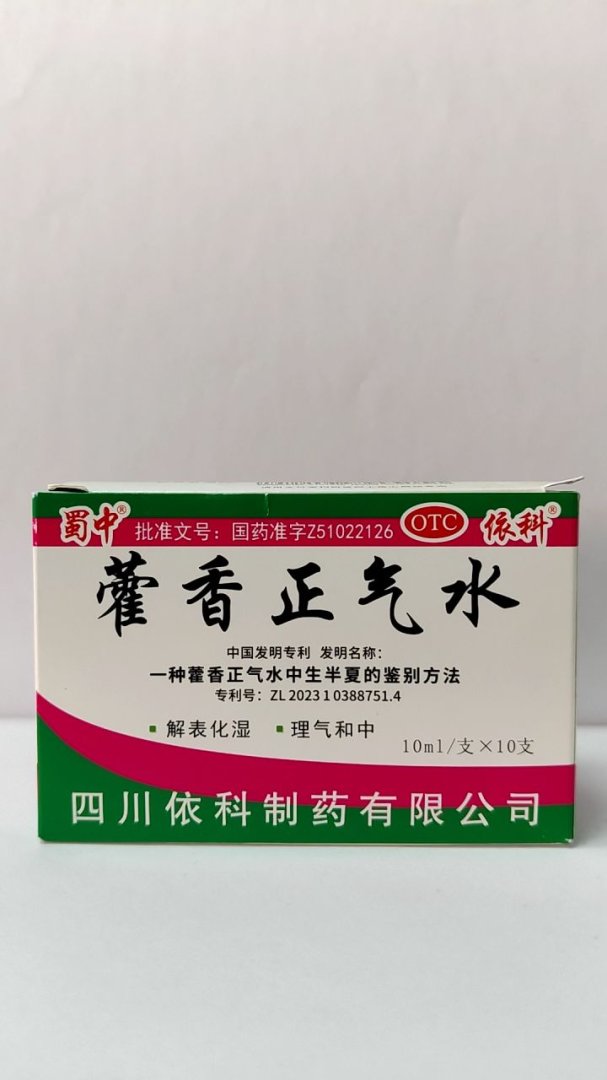 蜀中® 批准文号：国药准字Z51022126 OTC 依科®
藿香正气水
中国发明专利 发明名称：
一种藿香正气水中生半夏的鉴别方法
专利号：ZL 2023 1 0388751.4
▪ 解表化湿 ▪ 理气和中
10ml/支×10支
四川依科制药有限公司